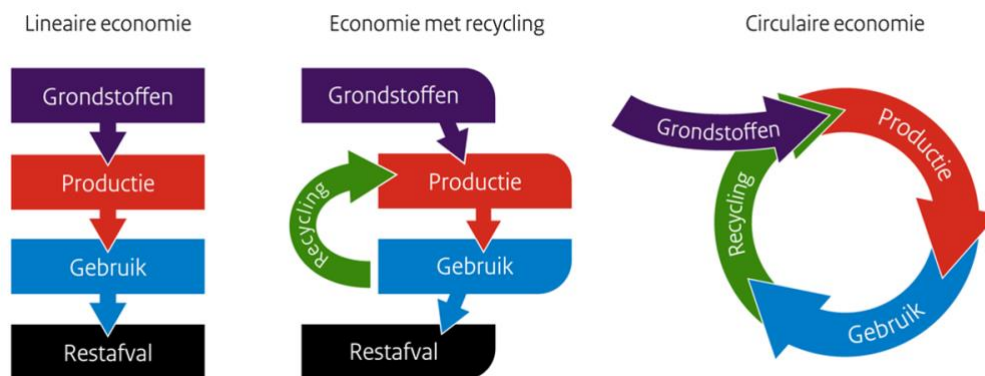 Lineaire economie
Grondstoffen
Productie
Gebruik
Restafval
Economie met recycling
Grondstoffen
Recycling
Productie
Gebruik
Restafval
Circulaire economie
Grondstoffen
Productie
Recycling
Gebruik